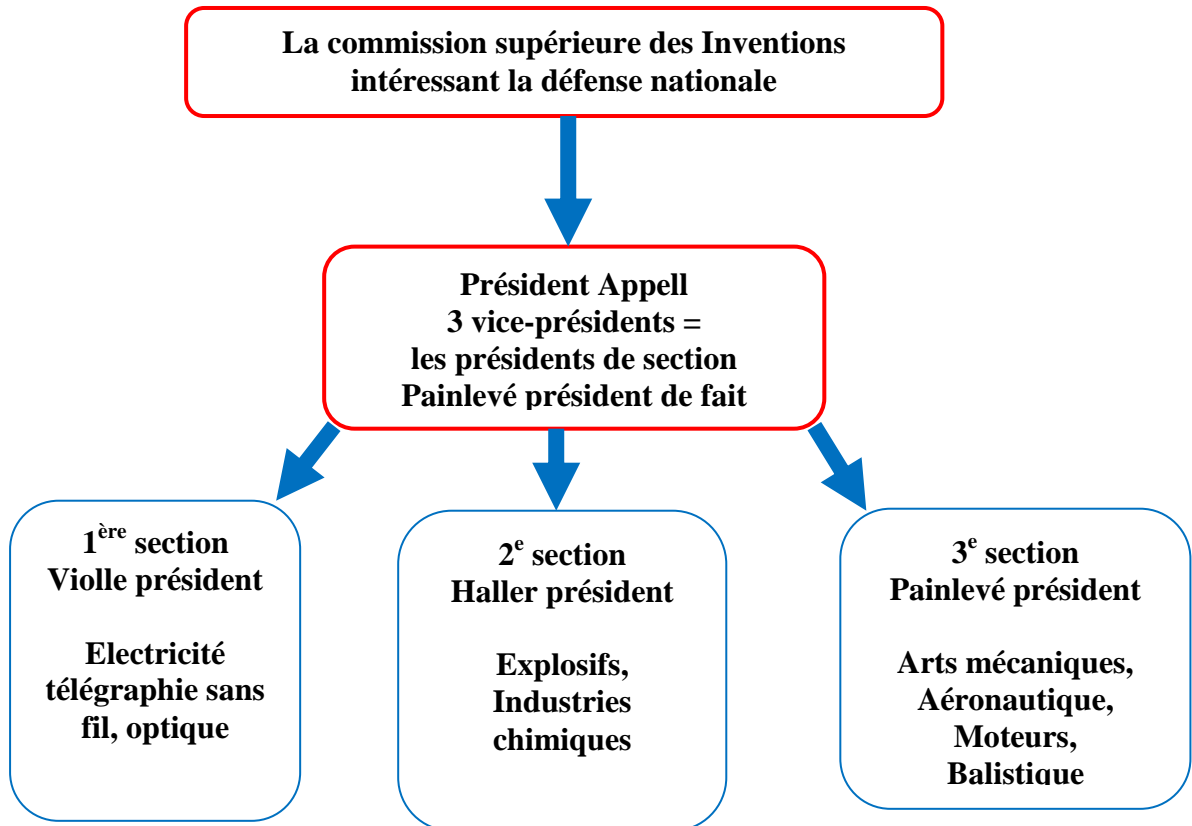 La commission supérieure des Inventions
intéressant la défense nationale
Président Appell
3 vice-présidents =
les présidents de section
Painlevé président de fait
1ère section
Violle président
Electricité
télégraphie sans
fil, optique
2e section
Haller président
Explosifs,
Industries
chimiques
3e section
Painlevé président
Arts mécaniques,
Aéronautique,
Moteurs,
Balistique